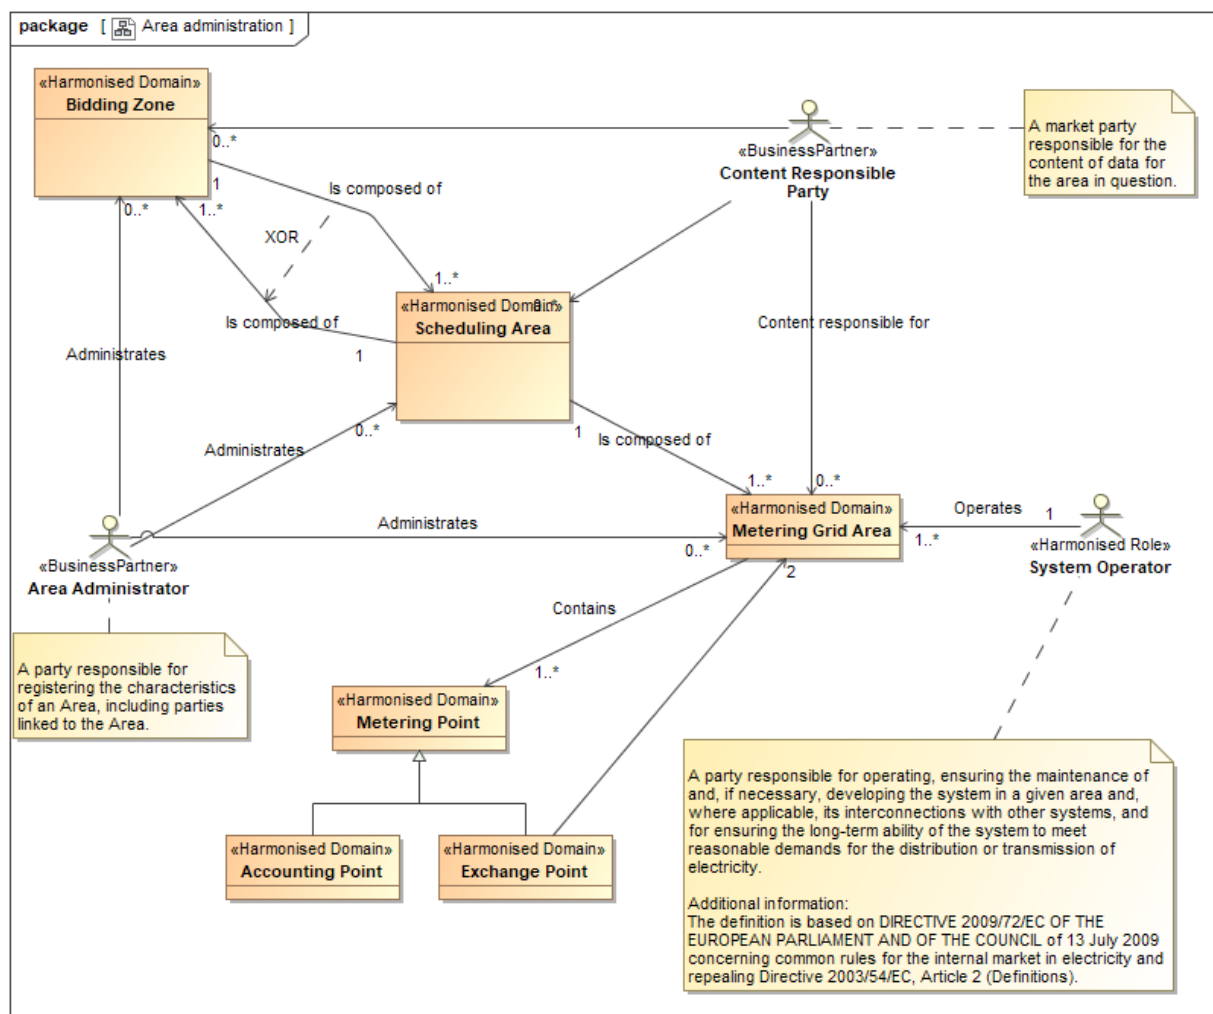 package [ Area administration ]
«Harmonised Domain»
Bidding Zone
0..*
1
1..*
0..*
Is composed of
XOR
«BusinessPartner»
Content Responsible
Party
A market party
responsible for the
content of data for
the area in question.
1..*
«Harmonised Domain»
0..*
Scheduling Area
Is composed of
1
Content responsible for
Administrates
0..*
1
Is composed of
Administrates
1..*
0..*
«Harmonised Domain»
Metering Grid Area
Operates
1
1..*
Administrates
0..*
2
«Harmonised Role»
System Operator
«BusinessPartner»
Area Administrator
Contains
1..*
A party responsible for
registering the characteristics
of an Area, including parties
linked to the Area.
«Harmonised Domain»
Metering Point
«Harmonised Domain»
Accounting Point
«Harmonised Domain»
Exchange Point
A party responsible for operating, ensuring the maintenance of
and, if necessary, developing the system in a given area and,
where applicable, its interconnections with other systems, and
for ensuring the long-term ability of the system to meet
reasonable demands for the distribution or transmission of
electricity.
Additional information:
The definition is based on DIRECTIVE 2009/72/EC OF THE
EUROPEAN PARLIAMENT AND OF THE COUNCIL of 13 July 2009
concerning common rules for the internal market in electricity and
repealing Directive 2003/54/EC, Article 2 (Definitions).